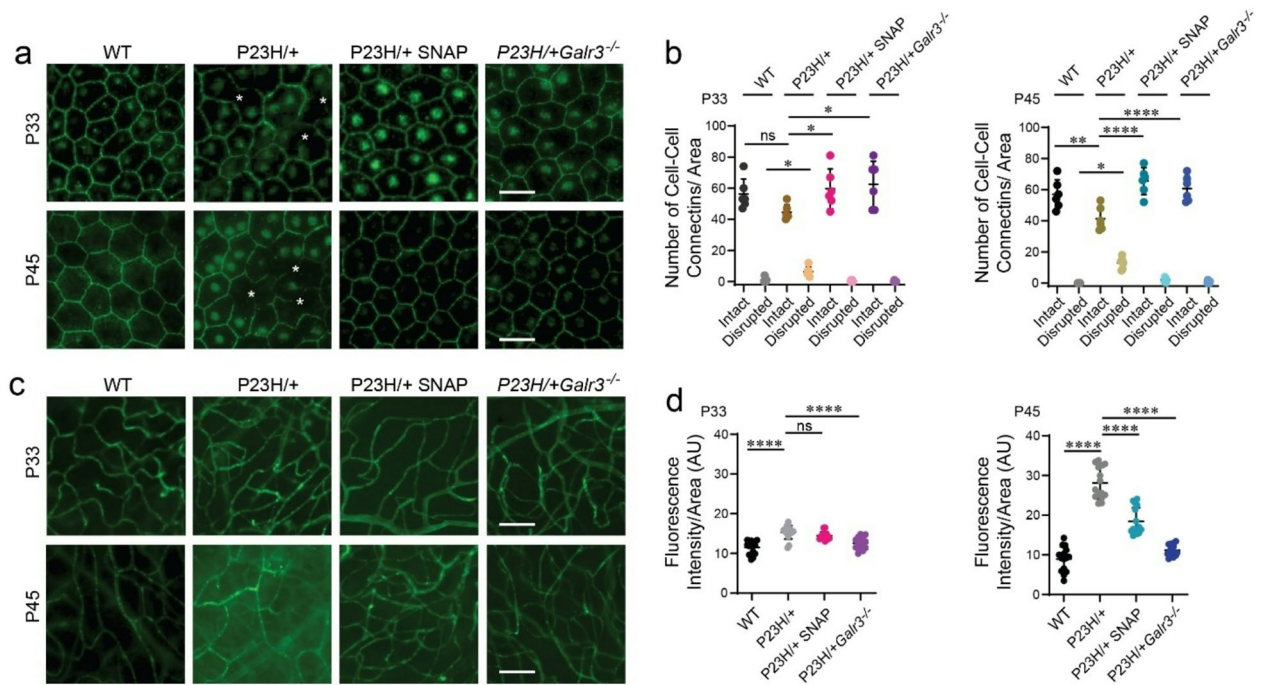 a
WT P23H/+ P23H/+ SNAP P23H/+Galr3-/-
P33
* * *
P45
* * *
b
WT P23H/+ P23H/+ SNAP P23H/+Galr3-/-
P33
ns * * *
Number of Cell-Cell Connectins/ Area
100
80
60
40
20
0
Intact Disrupted Intact Disrupted Intact Disrupted Intact Disrupted
WT P23H/+ P23H/+ SNAP P23H/+Galr3-/-
P45
****
** ****
*
Number of Cell-Cell Connectins/ Area
100
80
60
40
20
0
Intact Disrupted Intact Disrupted Intact Disrupted Intact Disrupted
c
WT P23H/+ P23H/+ SNAP P23H/+Galr3-/-
P33
P45
d
P33
****
ns
****
Fluorescence Intensity/Area (AU)
40
30
20
10
0
WT P23H/+ P23H/+ SNAP P23H/+Galr3-/-
P45
****
****
****
Fluorescence Intensity/Area (AU)
40
30
20
10
0
WT P23H/+ P23H/+ SNAP P23H/+Galr3-/-